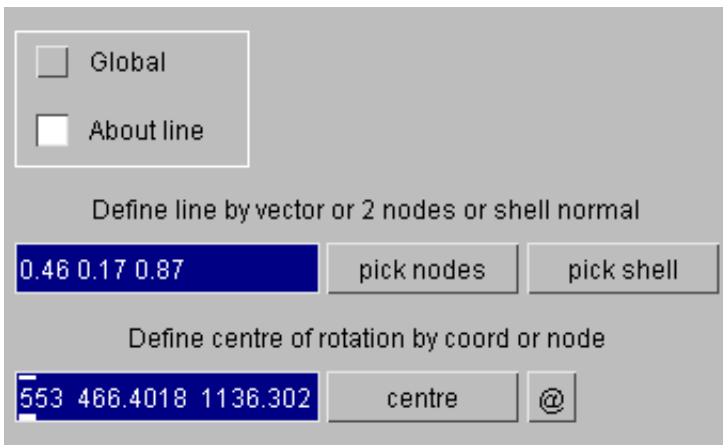 Global
About line
Define line by vector or 2 nodes or shell normal
0.46 0.17 0.87 pick nodes pick shell
Define centre of rotation by coord or node
553 466.4018 1136.302 centre @